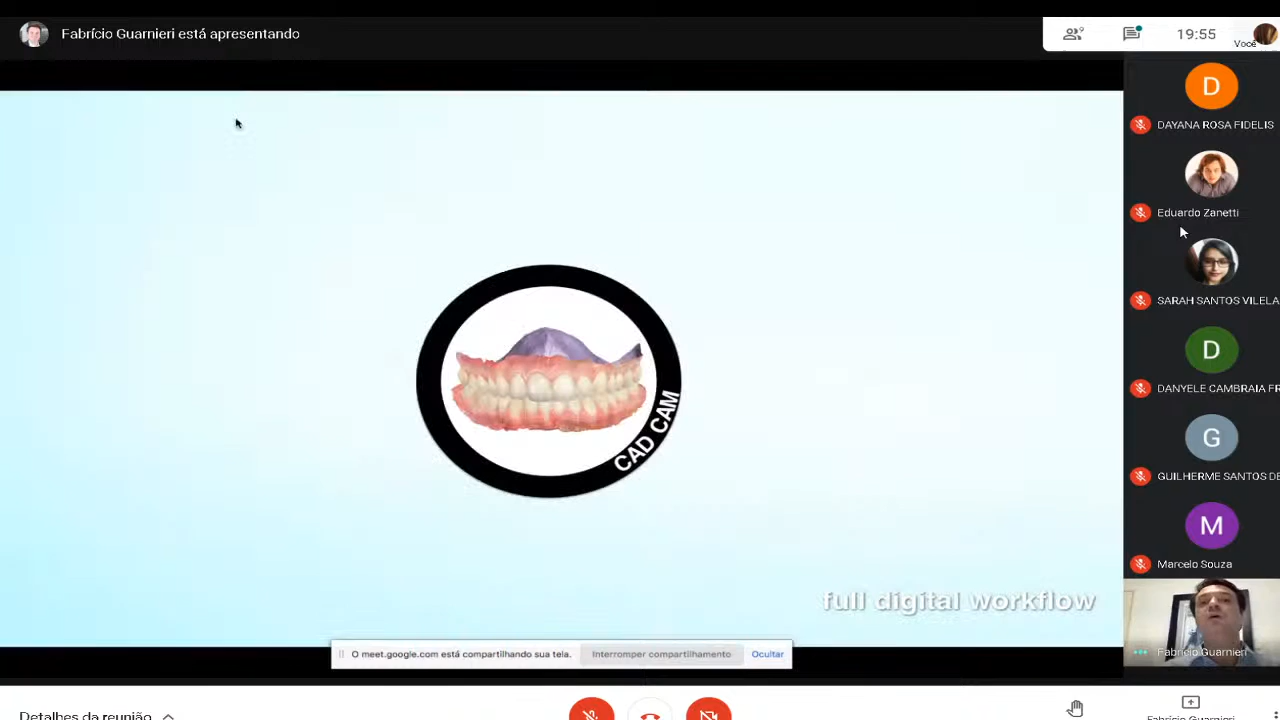 Fabrício Guarnieri está apresentando
19:55
Você
D
DAYANA ROSA FIDELIS
Eduardo Zanetti
SARAH SANTOS VILELA
D
DANYELE CAMBRAIA FR
G
GUILHERME SANTOS DE
M
Marcelo Souza
Fabrício Guarnieri
CAD CAM
full digital workflow
O meet.google.com está compartilhando sua tela.
Interromper compartilhamento
Ocultar
Detalhes da reunião
Fabrício Guarnieri